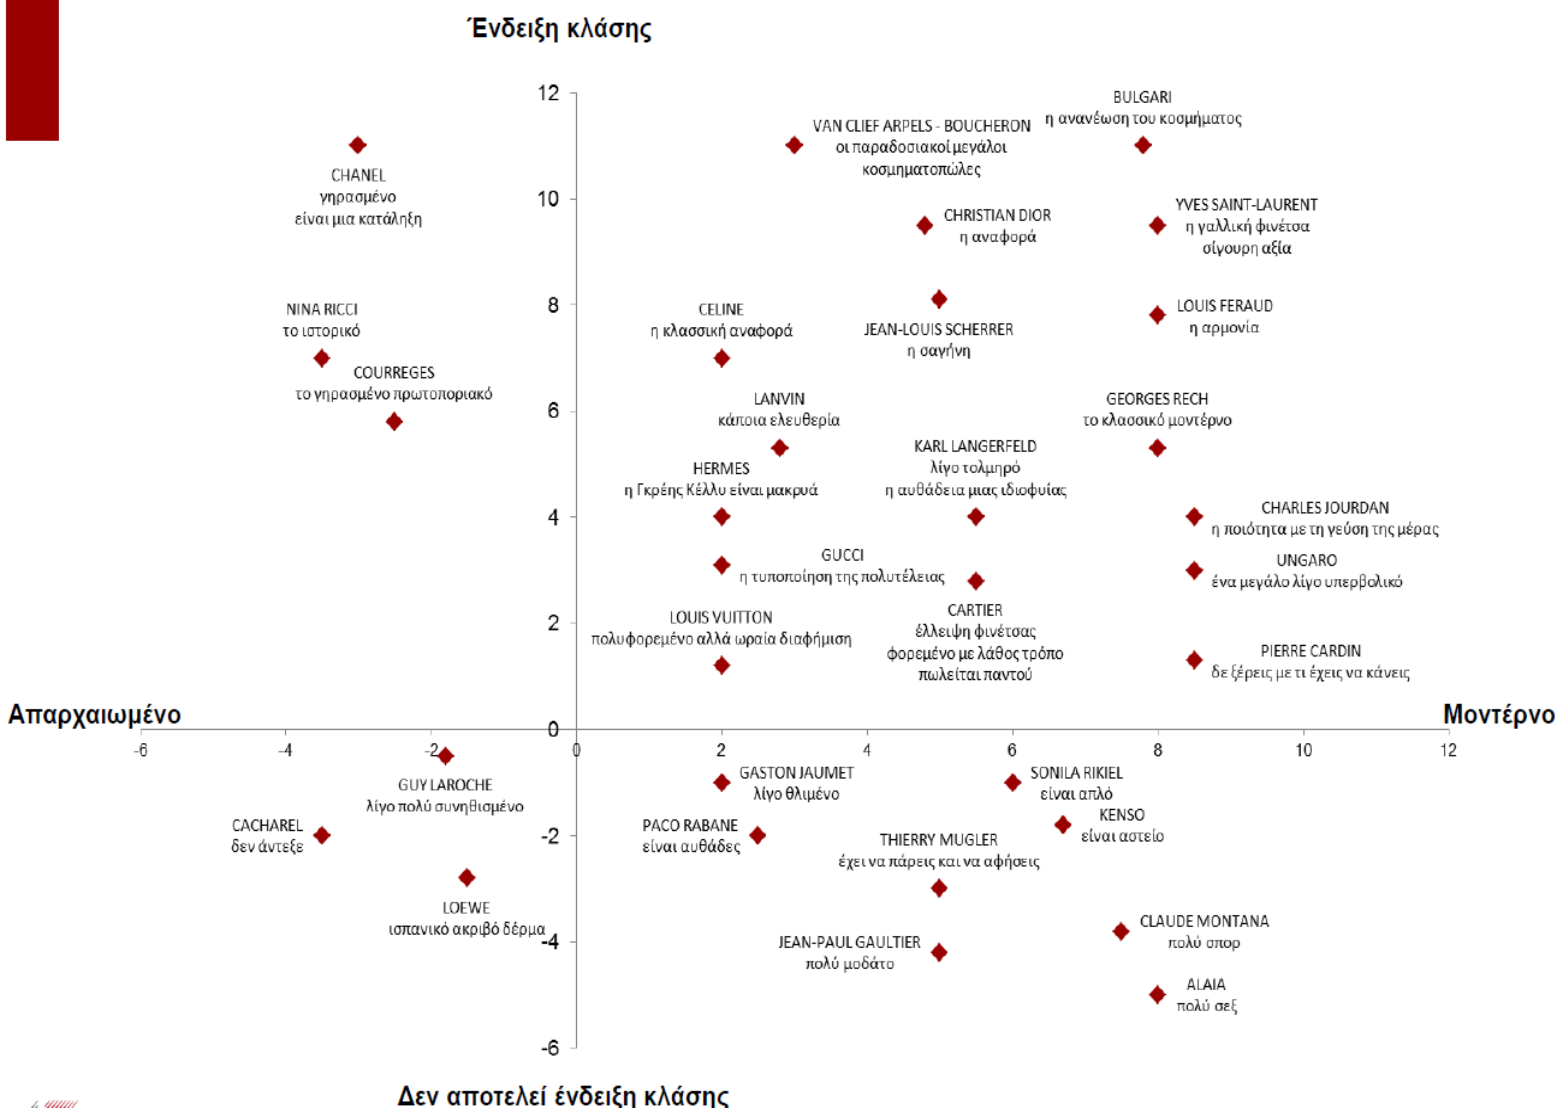 Ένδειξη κλάσης
12
BULGARI
η ανανέωση του κοσμήματος
VAN CLIEF ARPELS - BOUCHERON
οι παραδοσιακοί μεγάλοι
κοσμηματοπώλες
CHANEL
γηρασμένο
είναι μια κατάληξη
10
CHRISTIAN DIOR
η αναφορά
YVES SAINT-LAURENT
η γαλλική φινέτσα
σίγουρη αξία
8
NINA RICCI
το ιστορικό
CELINE
η κλασσική αναφορά
JEAN-LOUIS SCHERRER
η σαγήνη
LOUIS FERAUD
η αρμονία
COURREGES
το γηρασμένο πρωτοποριακό
6
LANVIN
κάποια ελευθερία
GEORGES RECH
το κλασσικό μοντέρνο
KARL LANGERFELD
λίγο τολμηρό
η αυθάδεια μιας ιδιοφυίας
HERMES
η Γκρέης Κέλλυ είναι μακρυά
4
CHARLES JOURDAN
η ποιότητα με τη γεύση της μέρας
GUCCI
η τυποποίηση της πολυτέλειας
UNGARO
ένα μεγάλο λίγο υπερβολικό
2
LOUIS VUITTON
πολυφορεμένο αλλά ωραία διαφήμιση
CARTIER
έλλειψη φινέτσας
φορεμένο με λάθος τρόπο
πωλείται παντού
PIERRE CARDIN
δε ξέρεις με τι έχεις να κάνεις
Απαρχαιωμένο
0
Μοντέρνο
-6 -4 -2 0 2 4 6 8 10 12
GUY LAROCHE
λίγο πολύ συνηθισμένο
GASTON JAUMET
λίγο θλιμένο
SONILA RIKIEL
είναι απλό
CACHAREL
δεν άντεξε
-2
PACO RABANE
είναι αυθάδες
KENSO
είναι αστείο
THIERRY MUGLER
έχει να πάρεις και να αφήσεις
LOEWE
ισπανικό ακριβό δέρμα
-4
JEAN-PAUL GAULTIER
πολύ μοδάτο
CLAUDE MONTANA
πολύ σπορ
ALAIA
πολύ σεξ
-6
Δεν αποτελεί ένδειξη κλάσης